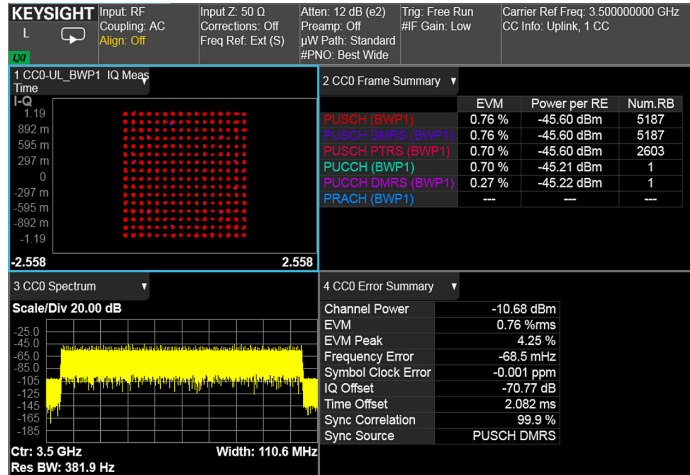 KEYSIGHT Input: RF Input Z: 50 Ω Atten: 12 dB (e2) Trig: Free Run Carrier Ref Freq: 3.500000000 GHz
L Coupling: AC Corrections: Off Preamp: Off #IF Gain: Low CC Info: Uplink, 1 CC
Align: Off Freq Ref: Ext (S) µW Path: Standard
LXI #PNO: Best Wide
1 CC0-UL_BWP1 IQ Meas
Time
I-Q
1.19
892 m
595 m
297 m
0
-297 m
-595 m
-892 m
-1.19
-2.558 2.558
2 CC0 Frame Summary
EVM Power per RE Num.RB
PUSCH (BWP1) 0.76 % -45.60 dBm 5187
PUSCH DMRS (BWP1) 0.76 % -45.60 dBm 5187
PUSCH PTRS (BWP1) 0.70 % -45.60 dBm 2603
PUCCH (BWP1) 0.70 % -45.21 dBm 1
PUCCH DMRS (BWP1) 0.27 % -45.22 dBm 1
PRACH (BWP1) --- --- ---
3 CC0 Spectrum
Scale/Div 20.00 dB
-25.0
-45.0
-65.0
-85.0
-105
-125
-145
-165
-185
Ctr: 3.5 GHz Width: 110.6 MHz
Res BW: 381.9 Hz
4 CC0 Error Summary
Channel Power -10.68 dBm
EVM 0.76 %rms
EVM Peak 4.25 %
Frequency Error -68.5 mHz
Symbol Clock Error -0.001 ppm
IQ Offset -70.77 dB
Time Offset 2.082 ms
Sync Correlation 99.9 %
Sync Source PUSCH DMRS